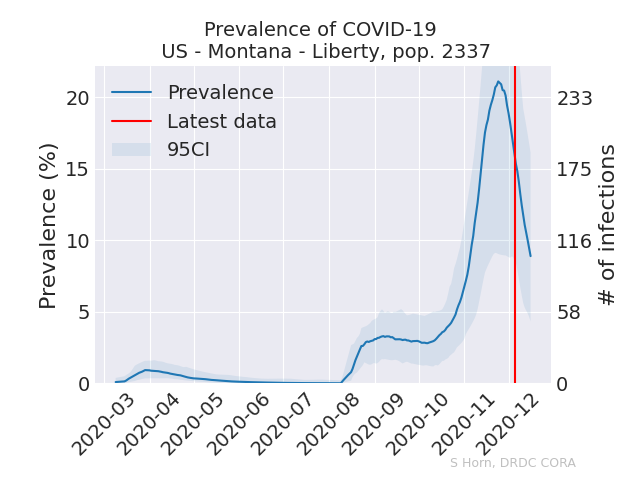 Prevalence of COVID-19
US - Montana - Liberty, pop. 2337
Prevalence
Latest data
95CI
Prevalence (%)
20
15
10
5
0
233
175
116
58
0
# of infections
2020-03
2020-04
2020-05
2020-06
2020-07
2020-08
2020-09
2020-10
2020-11
2020-12
S Horn, DRDC CORA